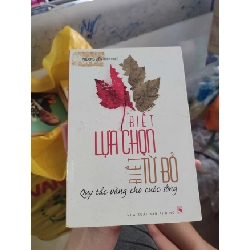 BIẾT
LỰA CHỌN
BIẾT
TỪ BỎ
Quy tắc vàng cho cuộc sống